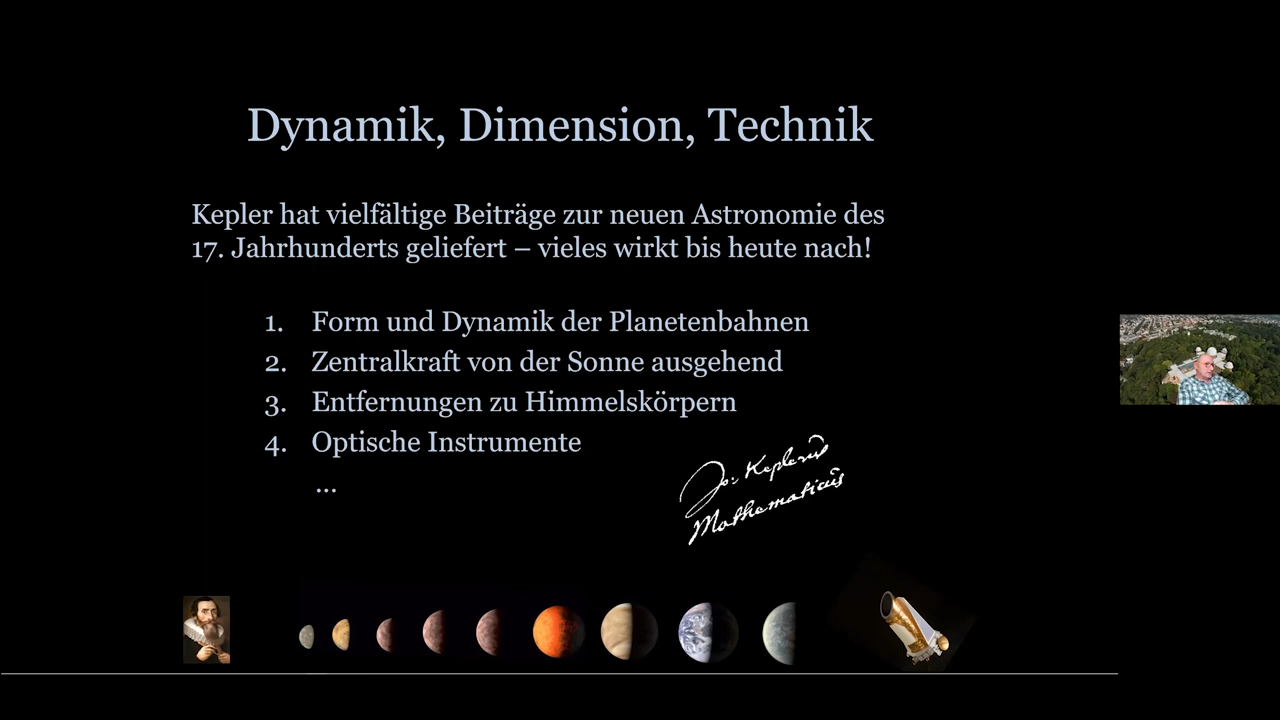 Dynamik, Dimension, Technik
Kepler hat vielfältige Beiträge zur neuen Astronomie des
17. Jahrhunderts geliefert – vieles wirkt bis heute nach!
1. Form und Dynamik der Planetenbahnen
2. Zentralkraft von der Sonne ausgehend
3. Entfernungen zu Himmelskörpern
4. Optische Instrumente
...
Jo: Keplerus
Mathematicus